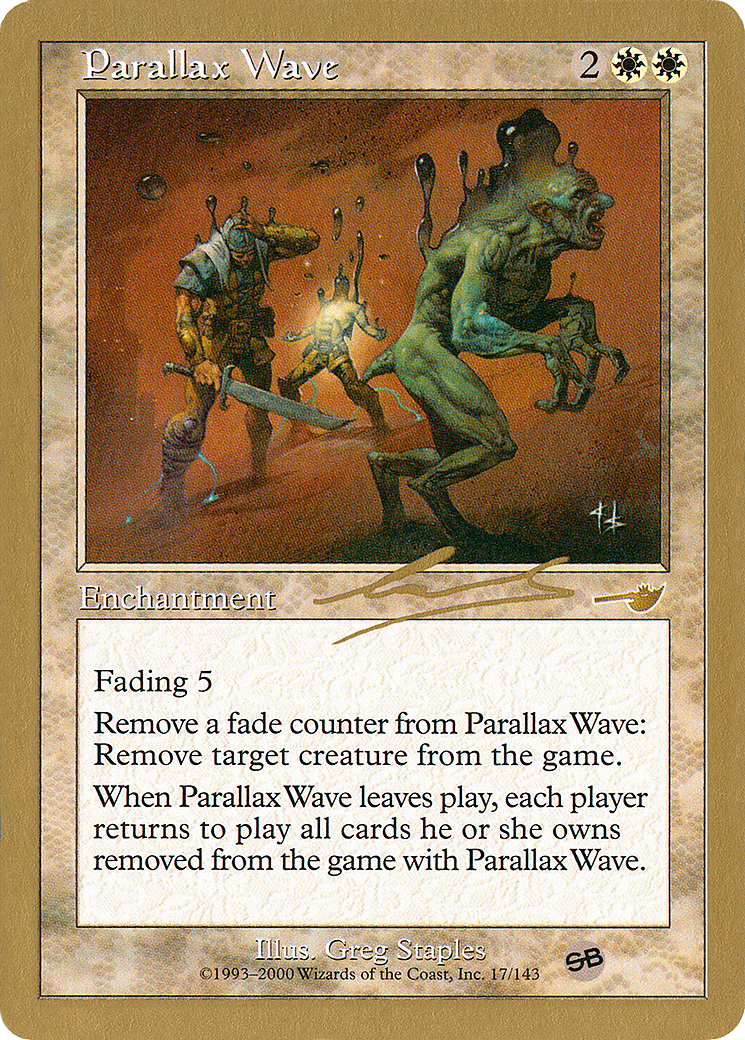 Parallax Wave 2
Enchantment
Fading 5
Remove a fade counter from Parallax Wave:
Remove target creature from the game.
When Parallax Wave leaves play, each player
returns to play all cards he or she owns
removed from the game with Parallax Wave.
Illus. Greg Staples
©1993–2000 Wizards of the Coast, Inc. 17/143
SB